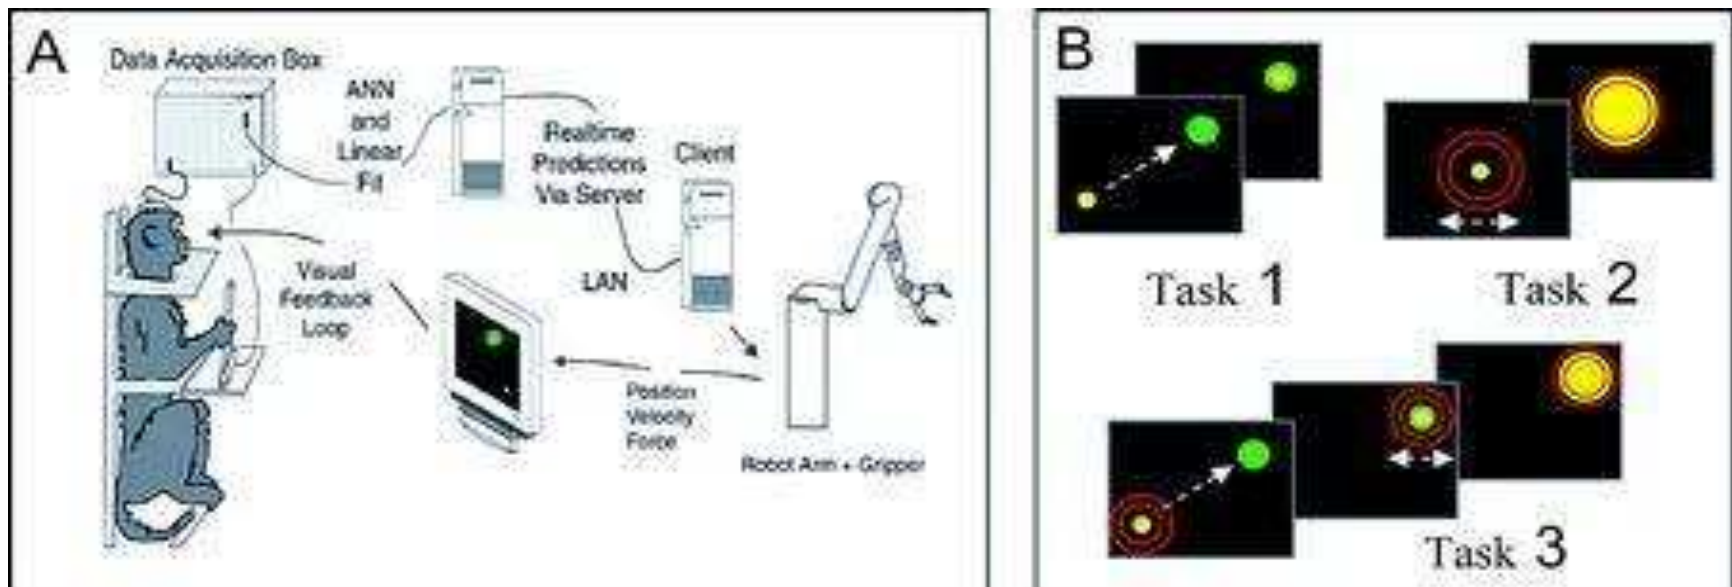 A
Data Acquisition Box
ANN
and
Linear
Fit
Realtime
Predictions
Via Server
Client
LAN
Visual
Feedback
Loop
Position
Velocity
Force
Robot Arm + Gripper
B
Task 1
Task 2
Task 3